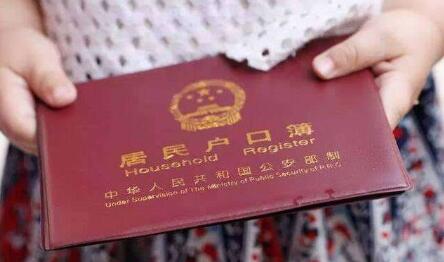 居民户口簿
Household Register
中华人民共和国公安部制
Under Supervision of The Ministry of Public Security of P.R.C